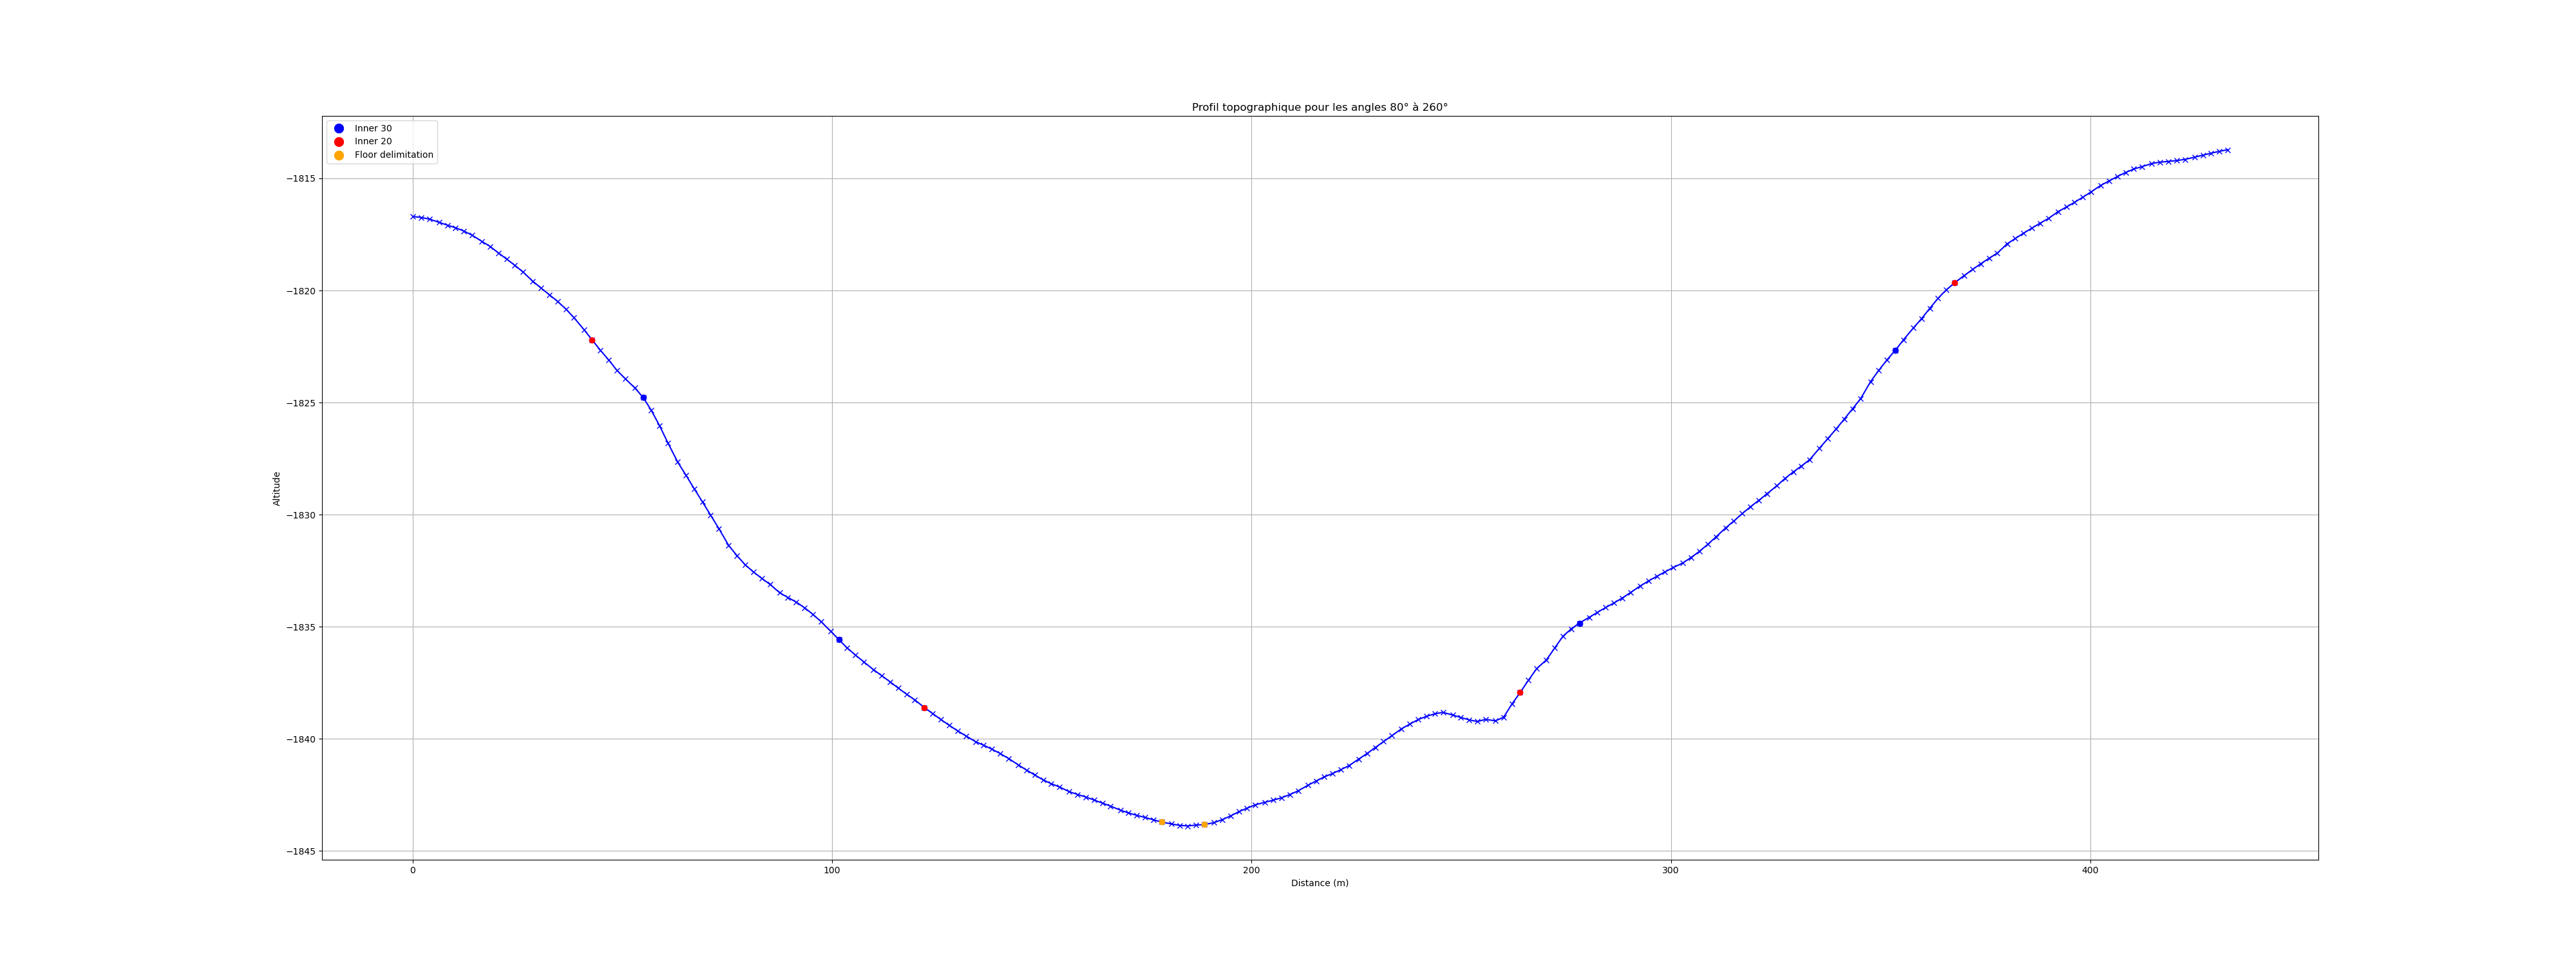 Profil topographique pour les angles 80° à 260°
Inner 30
Inner 20
Floor delimitation
−1815
−1820
−1825
−1830
−1835
−1840
−1845
Altitude
0 100 200 300 400
Distance (m)